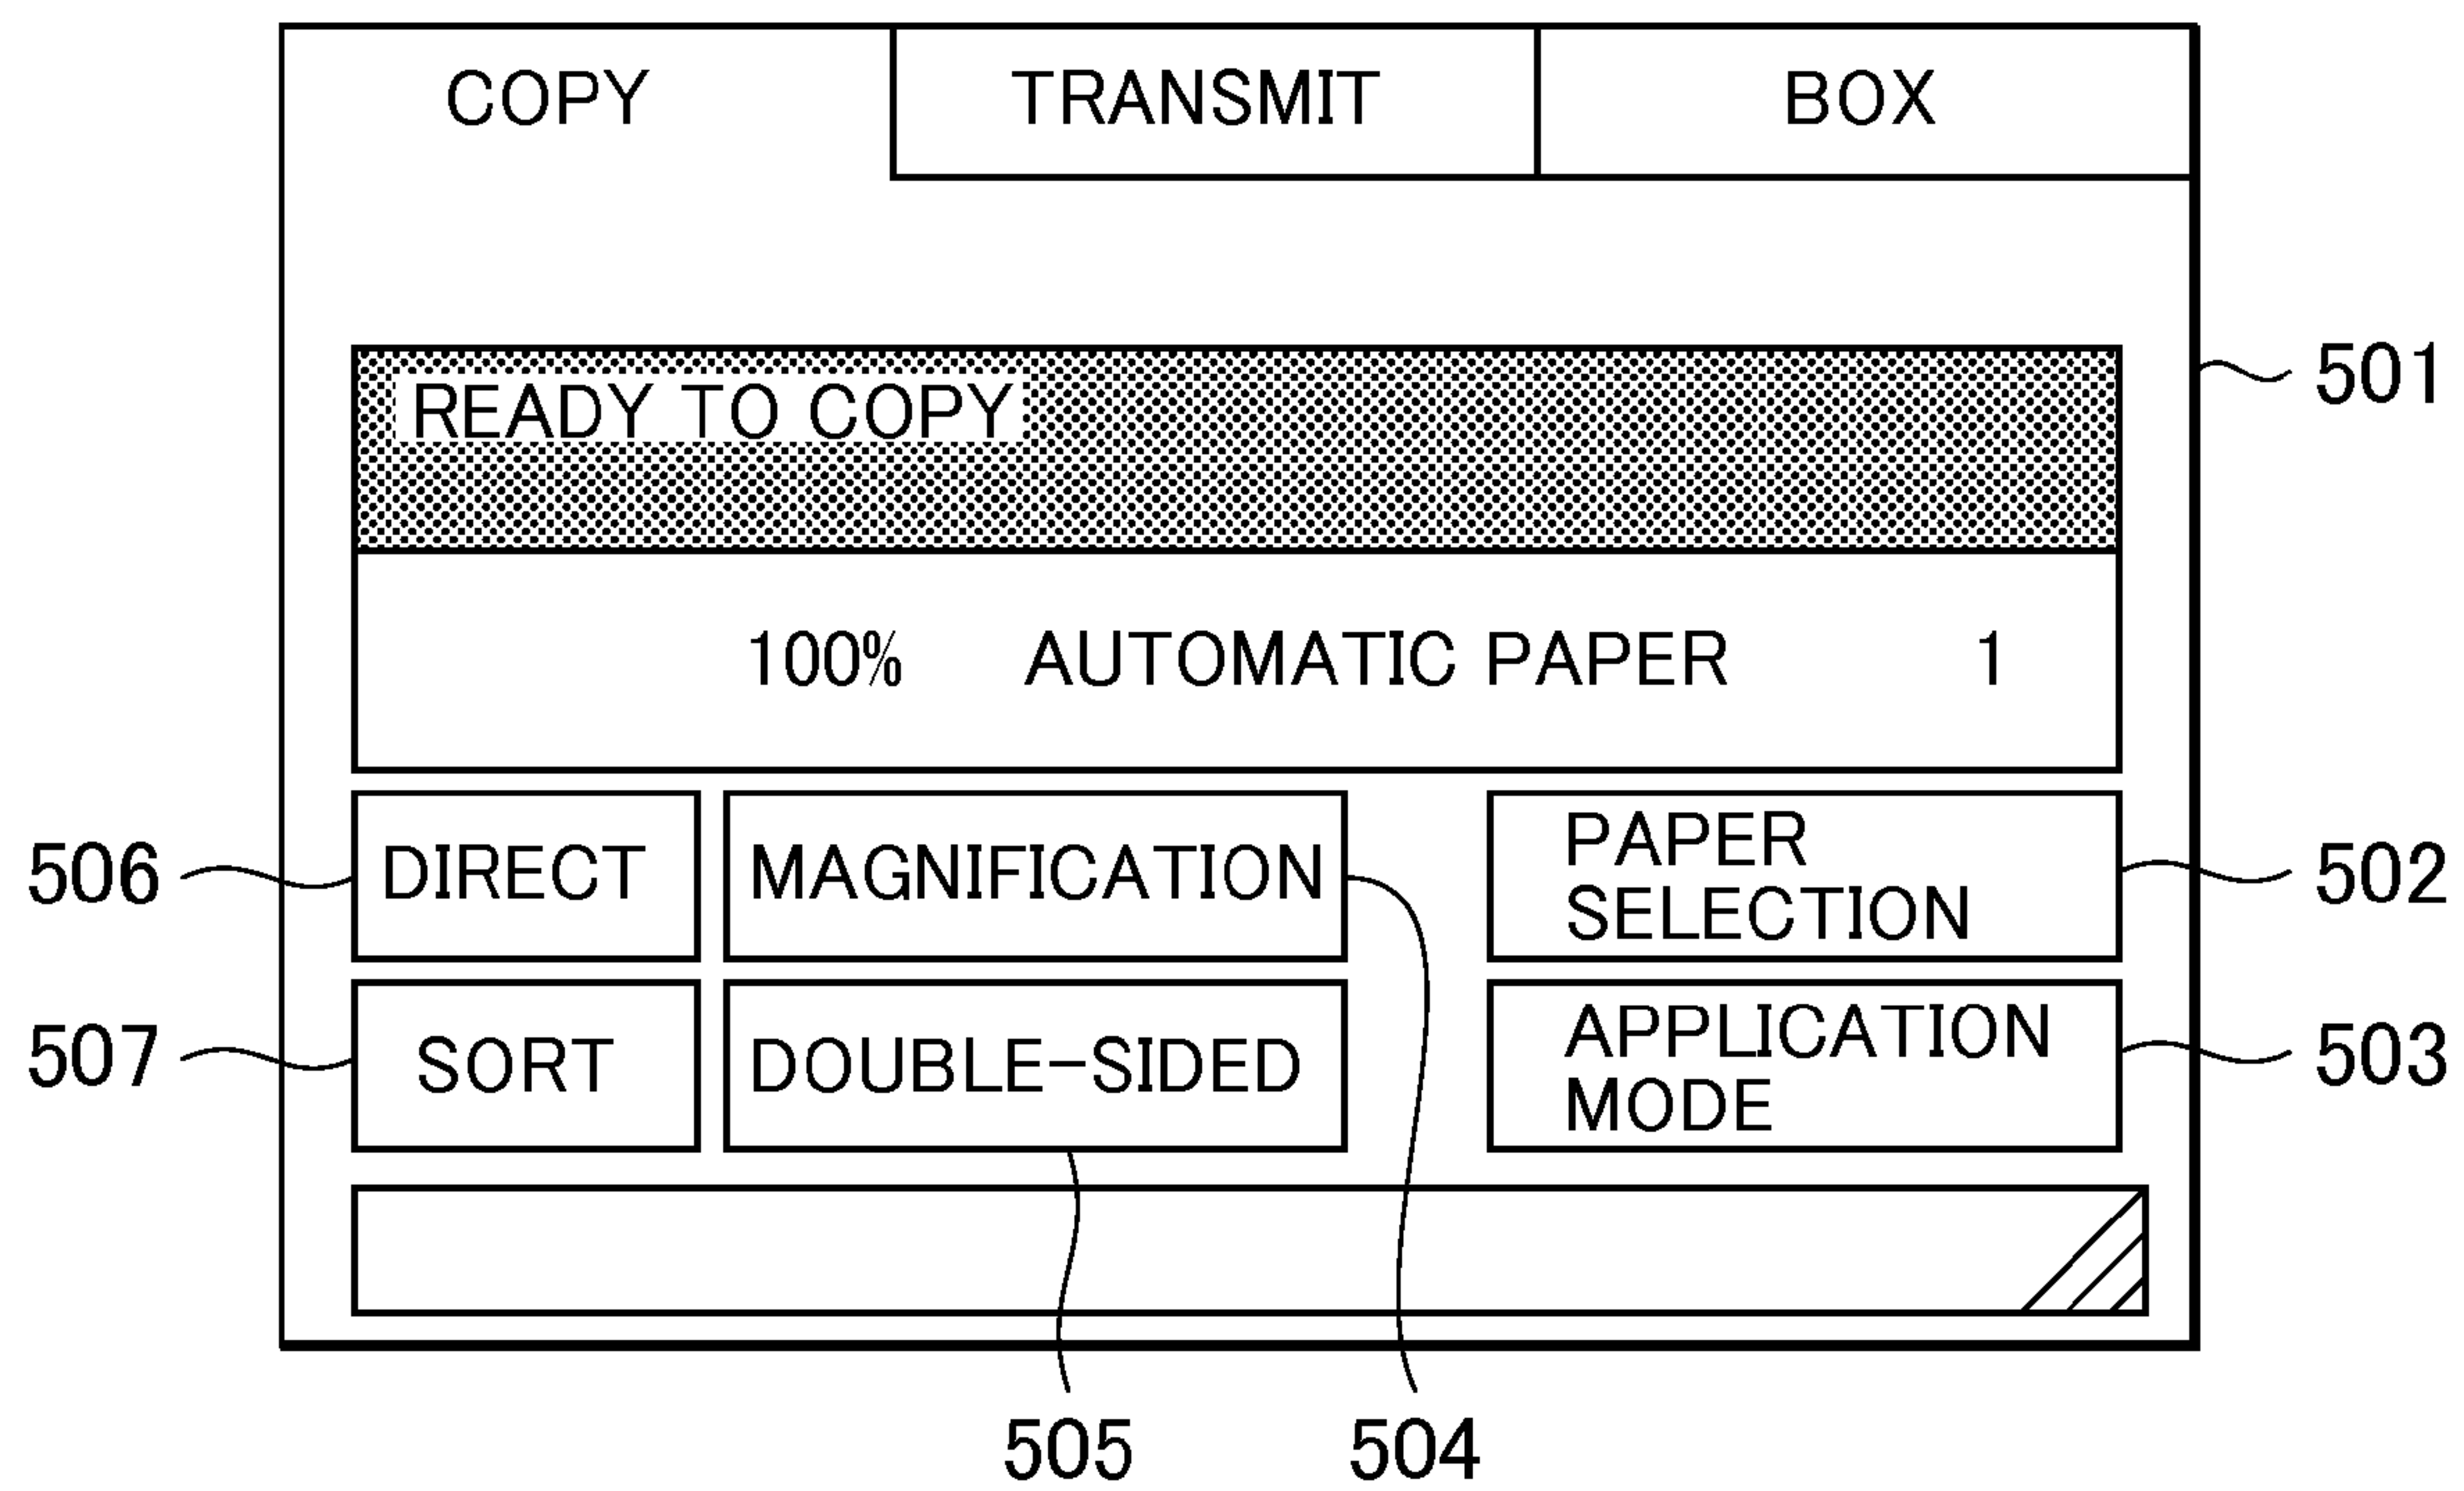 COPY TRANSMIT BOX
READY TO COPY
501
100% AUTOMATIC PAPER 1
506 DIRECT MAGNIFICATION PAPER
SELECTION 502
507 SORT DOUBLE-SIDED APPLICATION
MODE 503
505 504